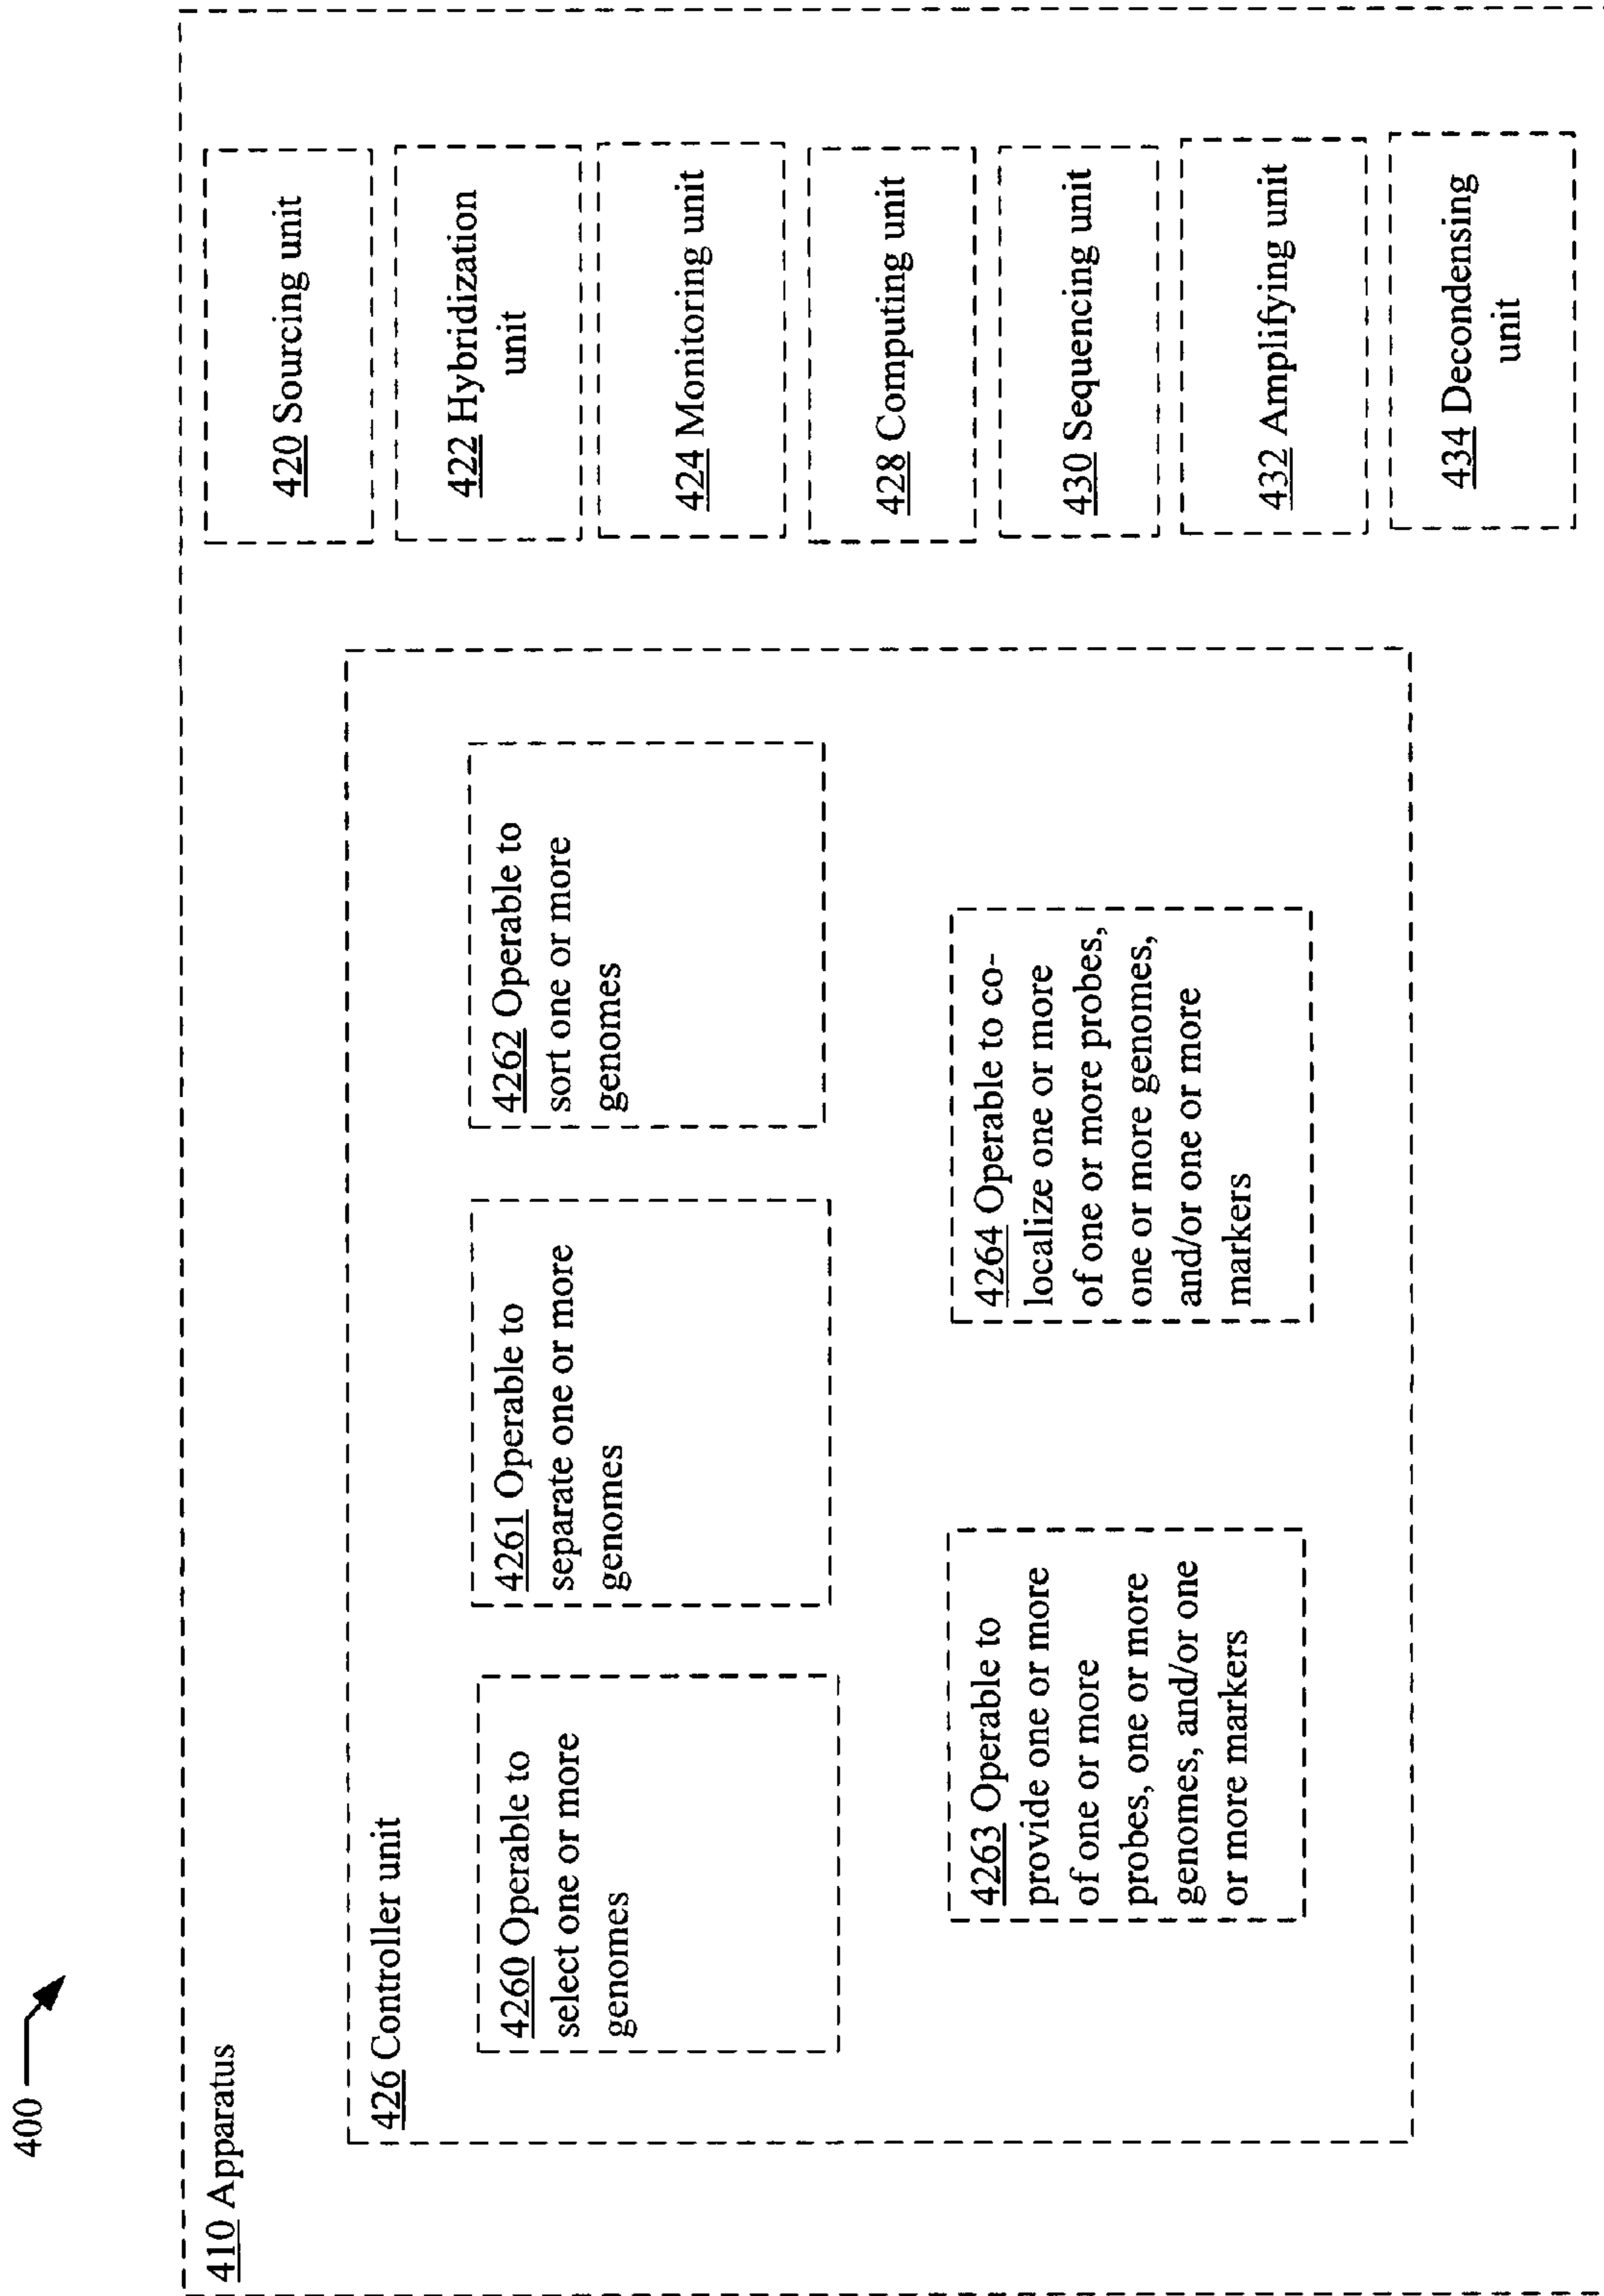 400
410 Apparatus
426 Controller unit
4260 Operable to
select one or more
genomes
4261 Operable to
separate one or more
genomes
4262 Operable to
sort one or more
genomes
4263 Operable to
provide one or more
of one or more
probes, one or more
genomes, and/or one
or more markers
4264 Operable to co-
localize one or more
of one or more probes,
one or more genomes,
and/or one or more
markers
420 Sourcing unit
422 Hybridization
unit
424 Monitoring unit
428 Computing unit
430 Sequencing unit
432 Amplifying unit
434 Decondensing
unit